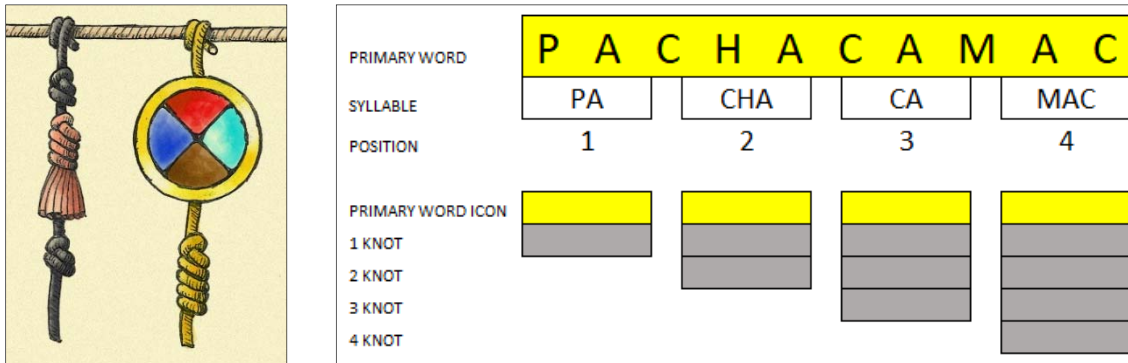 PRIMARY WORD P A C H A C A M A C
SYLLABLE PA CHA CA MAC
POSITION 1 2 3 4
PRIMARY WORD ICON
1 KNOT
2 KNOT
3 KNOT
4 KNOT